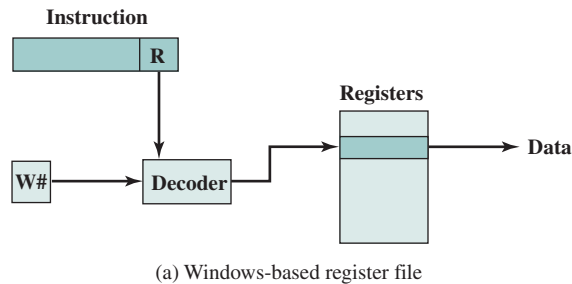 Instruction
R
Registers
Data
W#
Decoder
(a) Windows-based register file